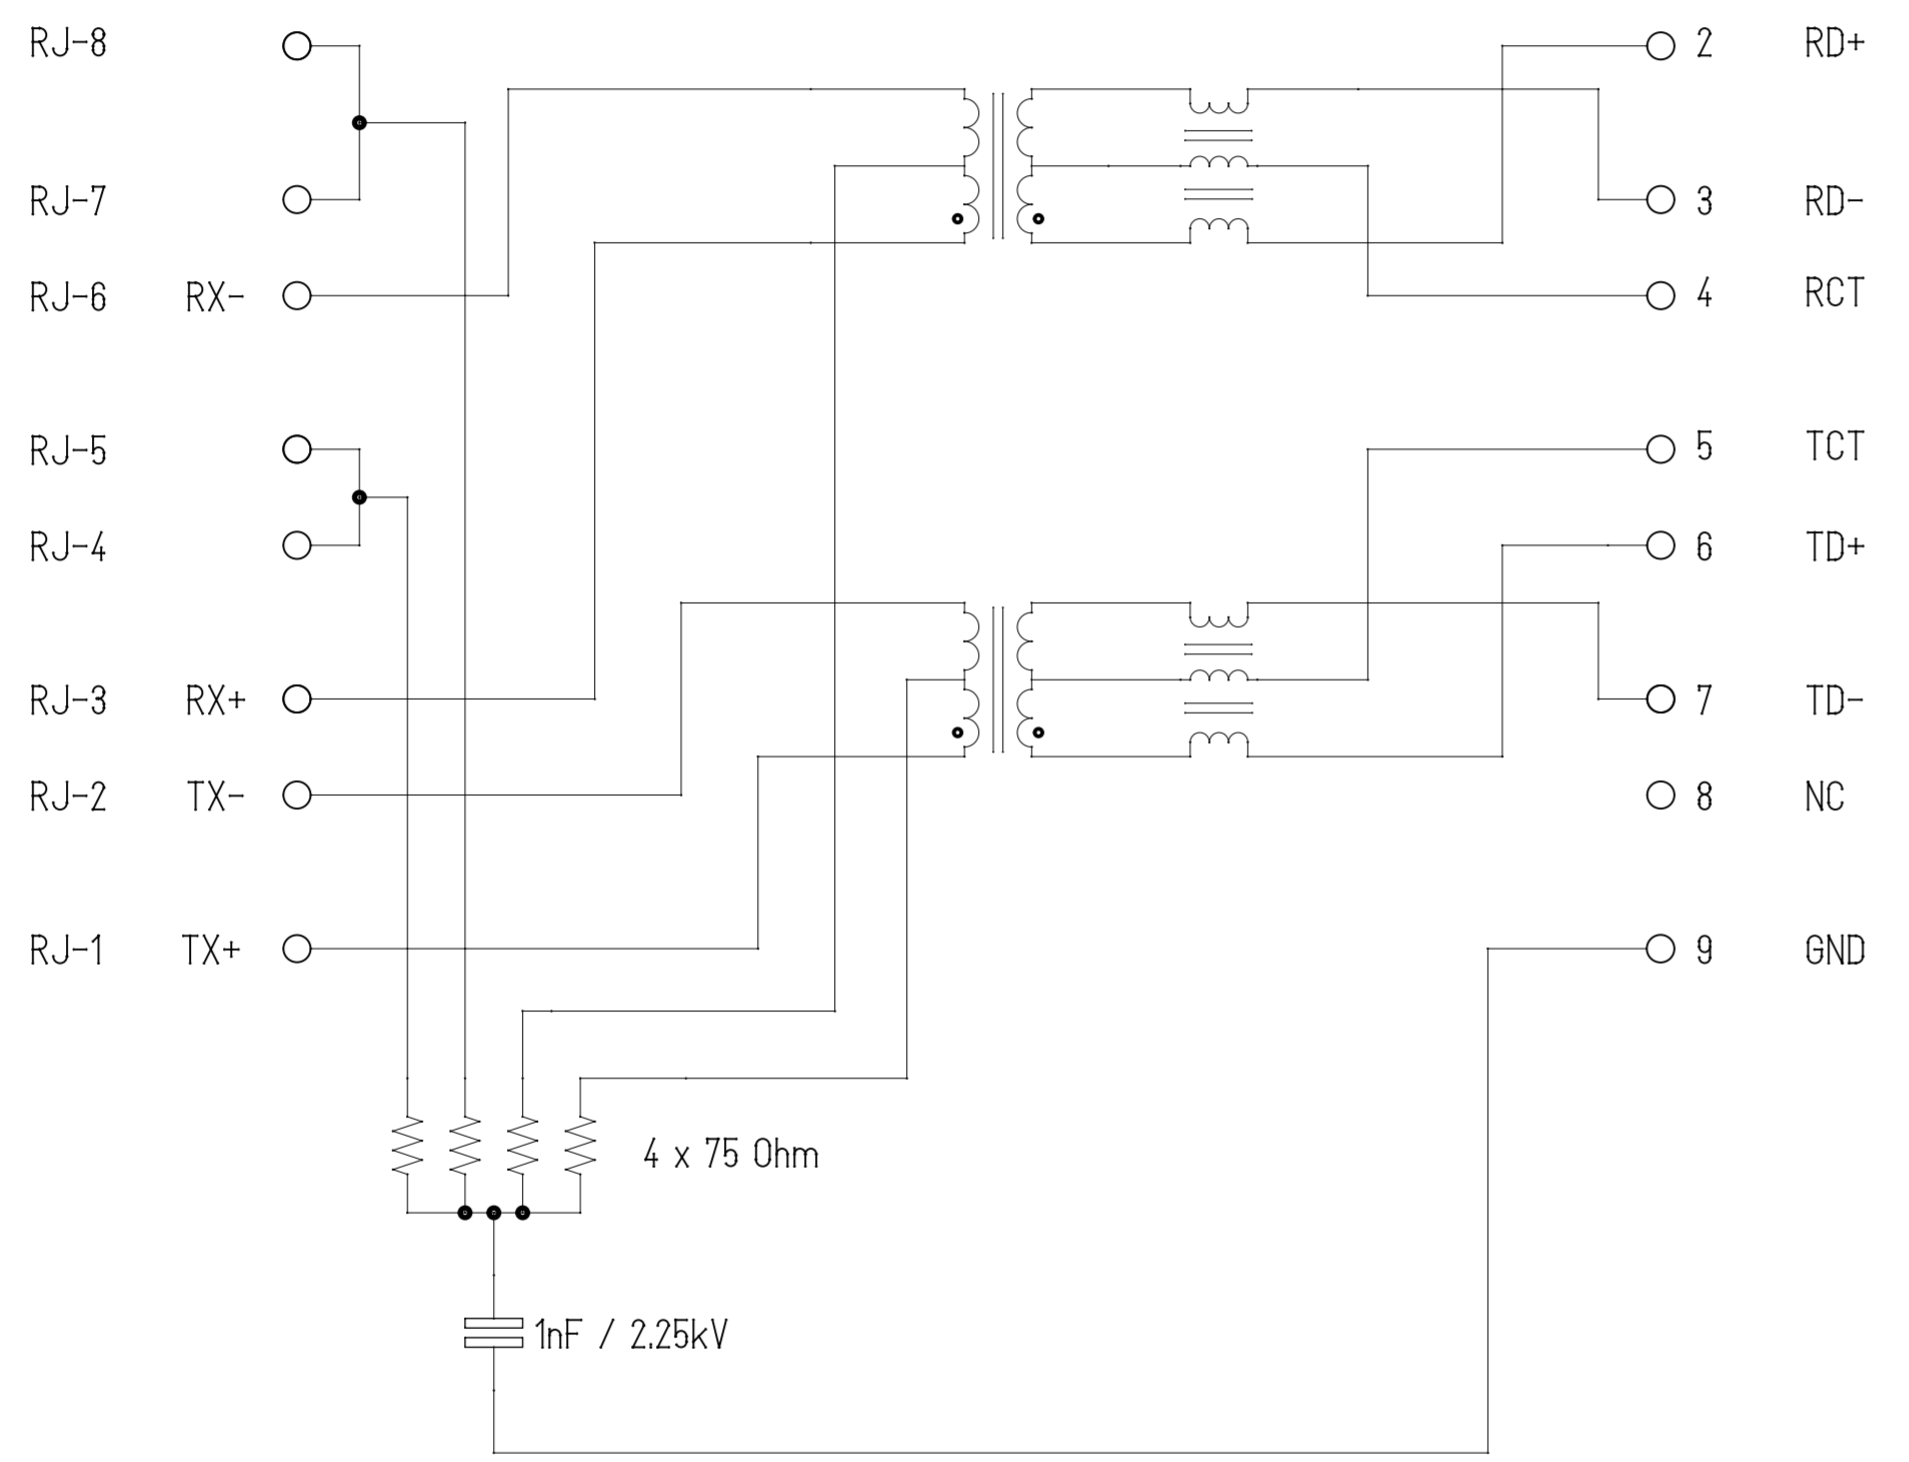 RJ-8 2 RD+
RJ-7 3 RD-
RJ-6 RX- 4 RCT
RJ-5 5 TCT
RJ-4 6 TD+
RJ-3 RX+ 7 TD-
RJ-2 TX- 8 NC
RJ-1 TX+ 9 GND
4 x 75 Ohm
1nF / 2.25kV